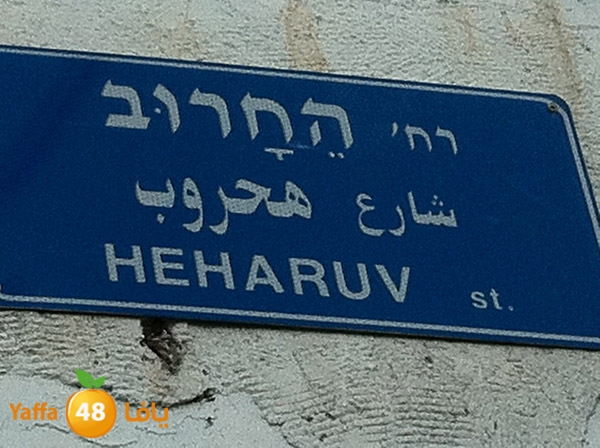 רח' הֵחָרוּב
شارع هحروب
HEHARUV st.
Yaffa 48 يافا